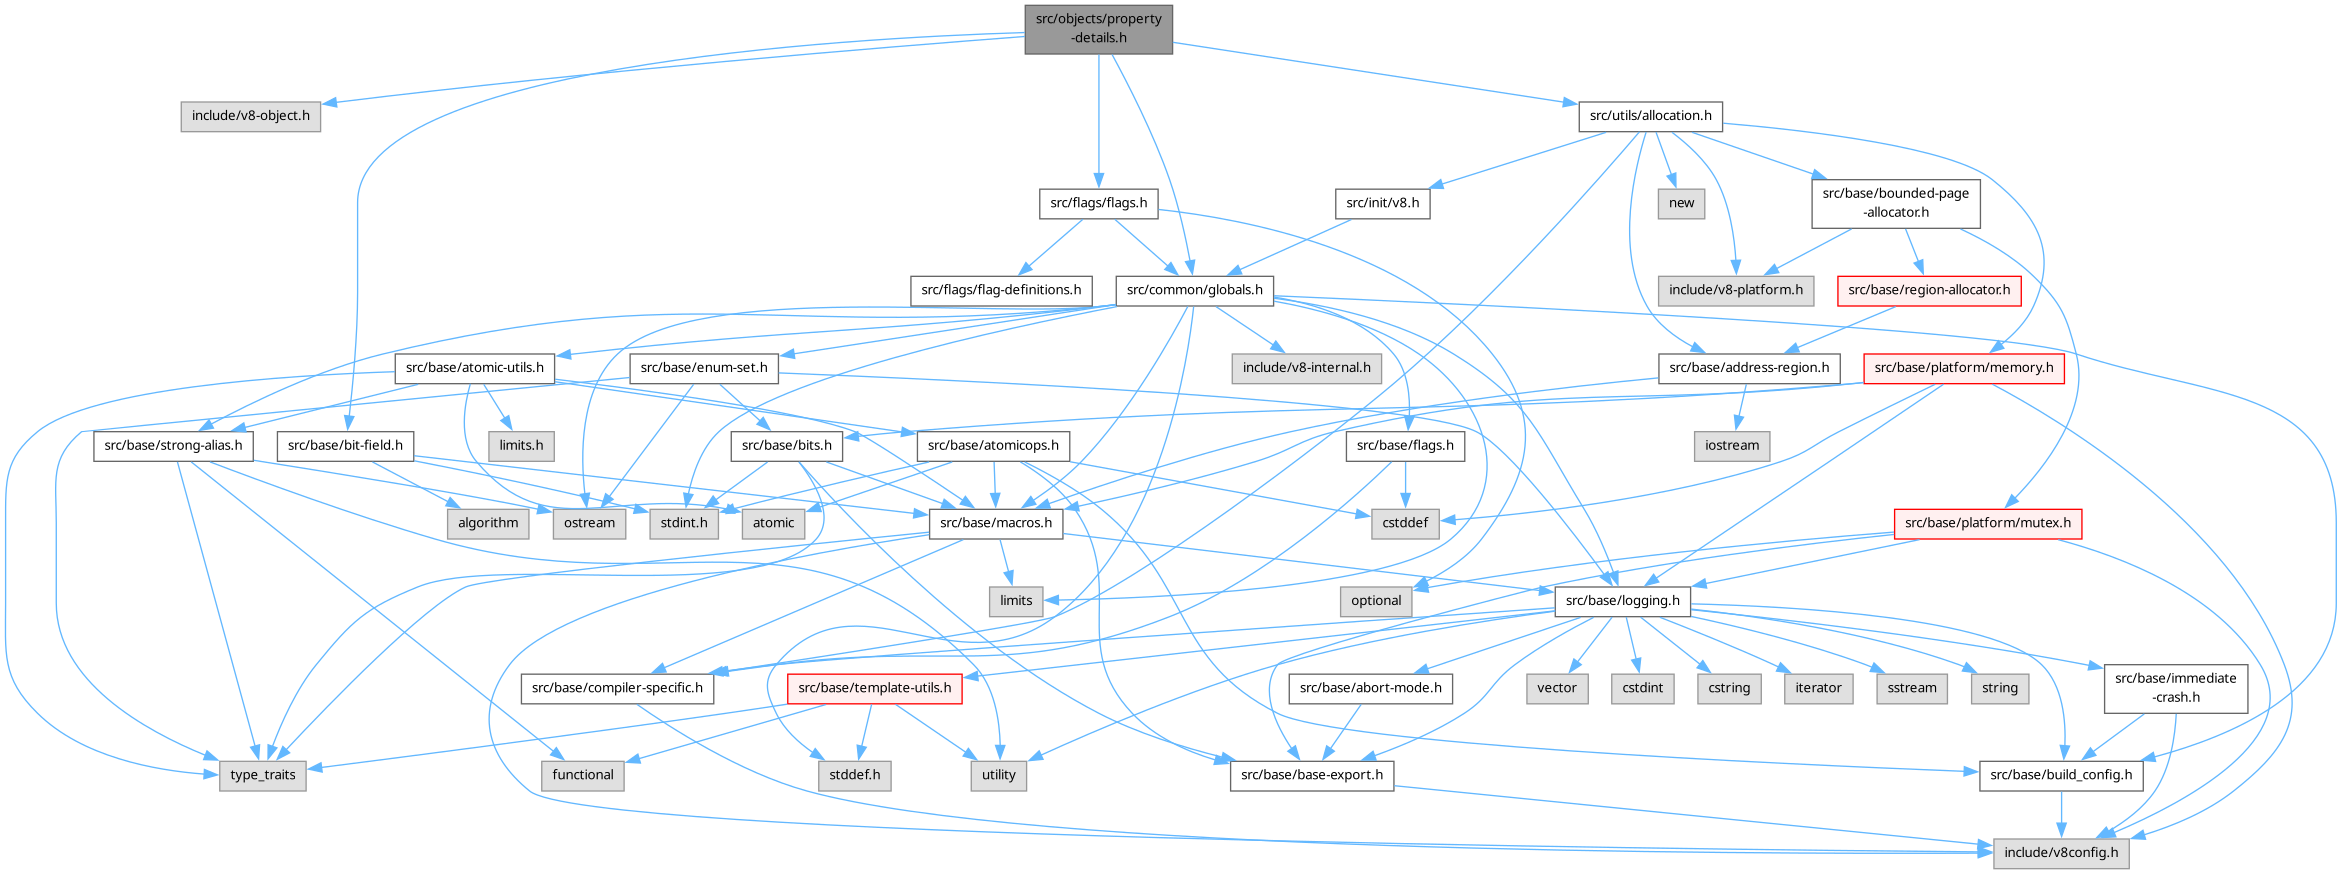 src/objects/property
-details.h
include/v8-object.h
src/utils/allocation.h
src/flags/flags.h
src/init/v8.h
new
src/base/bounded-page
-allocator.h
src/flags/flag-definitions.h
src/common/globals.h
include/v8-platform.h
src/base/region-allocator.h
src/base/atomic-utils.h
src/base/enum-set.h
include/v8-internal.h
src/base/address-region.h
src/base/platform/memory.h
src/base/strong-alias.h
src/base/bit-field.h
limits.h
src/base/bits.h
src/base/atomicops.h
src/base/flags.h
iostream
algorithm
ostream
stdint.h
atomic
src/base/macros.h
cstddef
src/base/platform/mutex.h
limits
optional
src/base/logging.h
src/base/compiler-specific.h
src/base/template-utils.h
src/base/abort-mode.h
vector
cstdint
cstring
iterator
sstream
string
src/base/immediate
-crash.h
type_traits
functional
stddef.h
utility
src/base/base-export.h
src/base/build_config.h
include/v8config.h